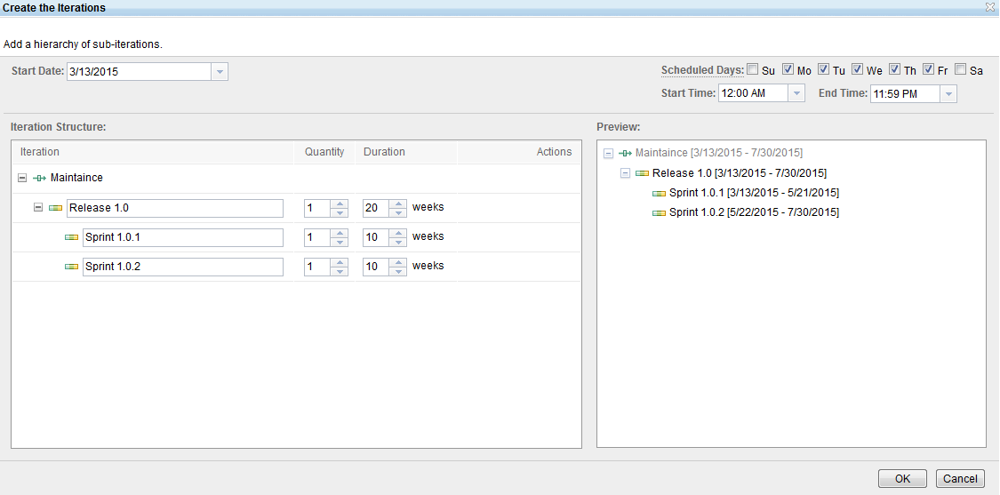 Create the Iterations
Add a hierarchy of sub-iterations.
Start Date: 3/13/2015
Scheduled Days: Su Mo Tu We Th Fr Sa
Start Time: 12:00 AM End Time: 11:59 PM
Iteration Structure:
Iteration Quantity Duration Actions
Maintaince
Release 1.0 1 20 weeks
Sprint 1.0.1 1 10 weeks
Sprint 1.0.2 1 10 weeks
Preview:
Maintaince [3/13/2015 - 7/30/2015]
Release 1.0 [3/13/2015 - 7/30/2015]
Sprint 1.0.1 [3/13/2015 - 5/21/2015]
Sprint 1.0.2 [5/22/2015 - 7/30/2015]
OK Cancel